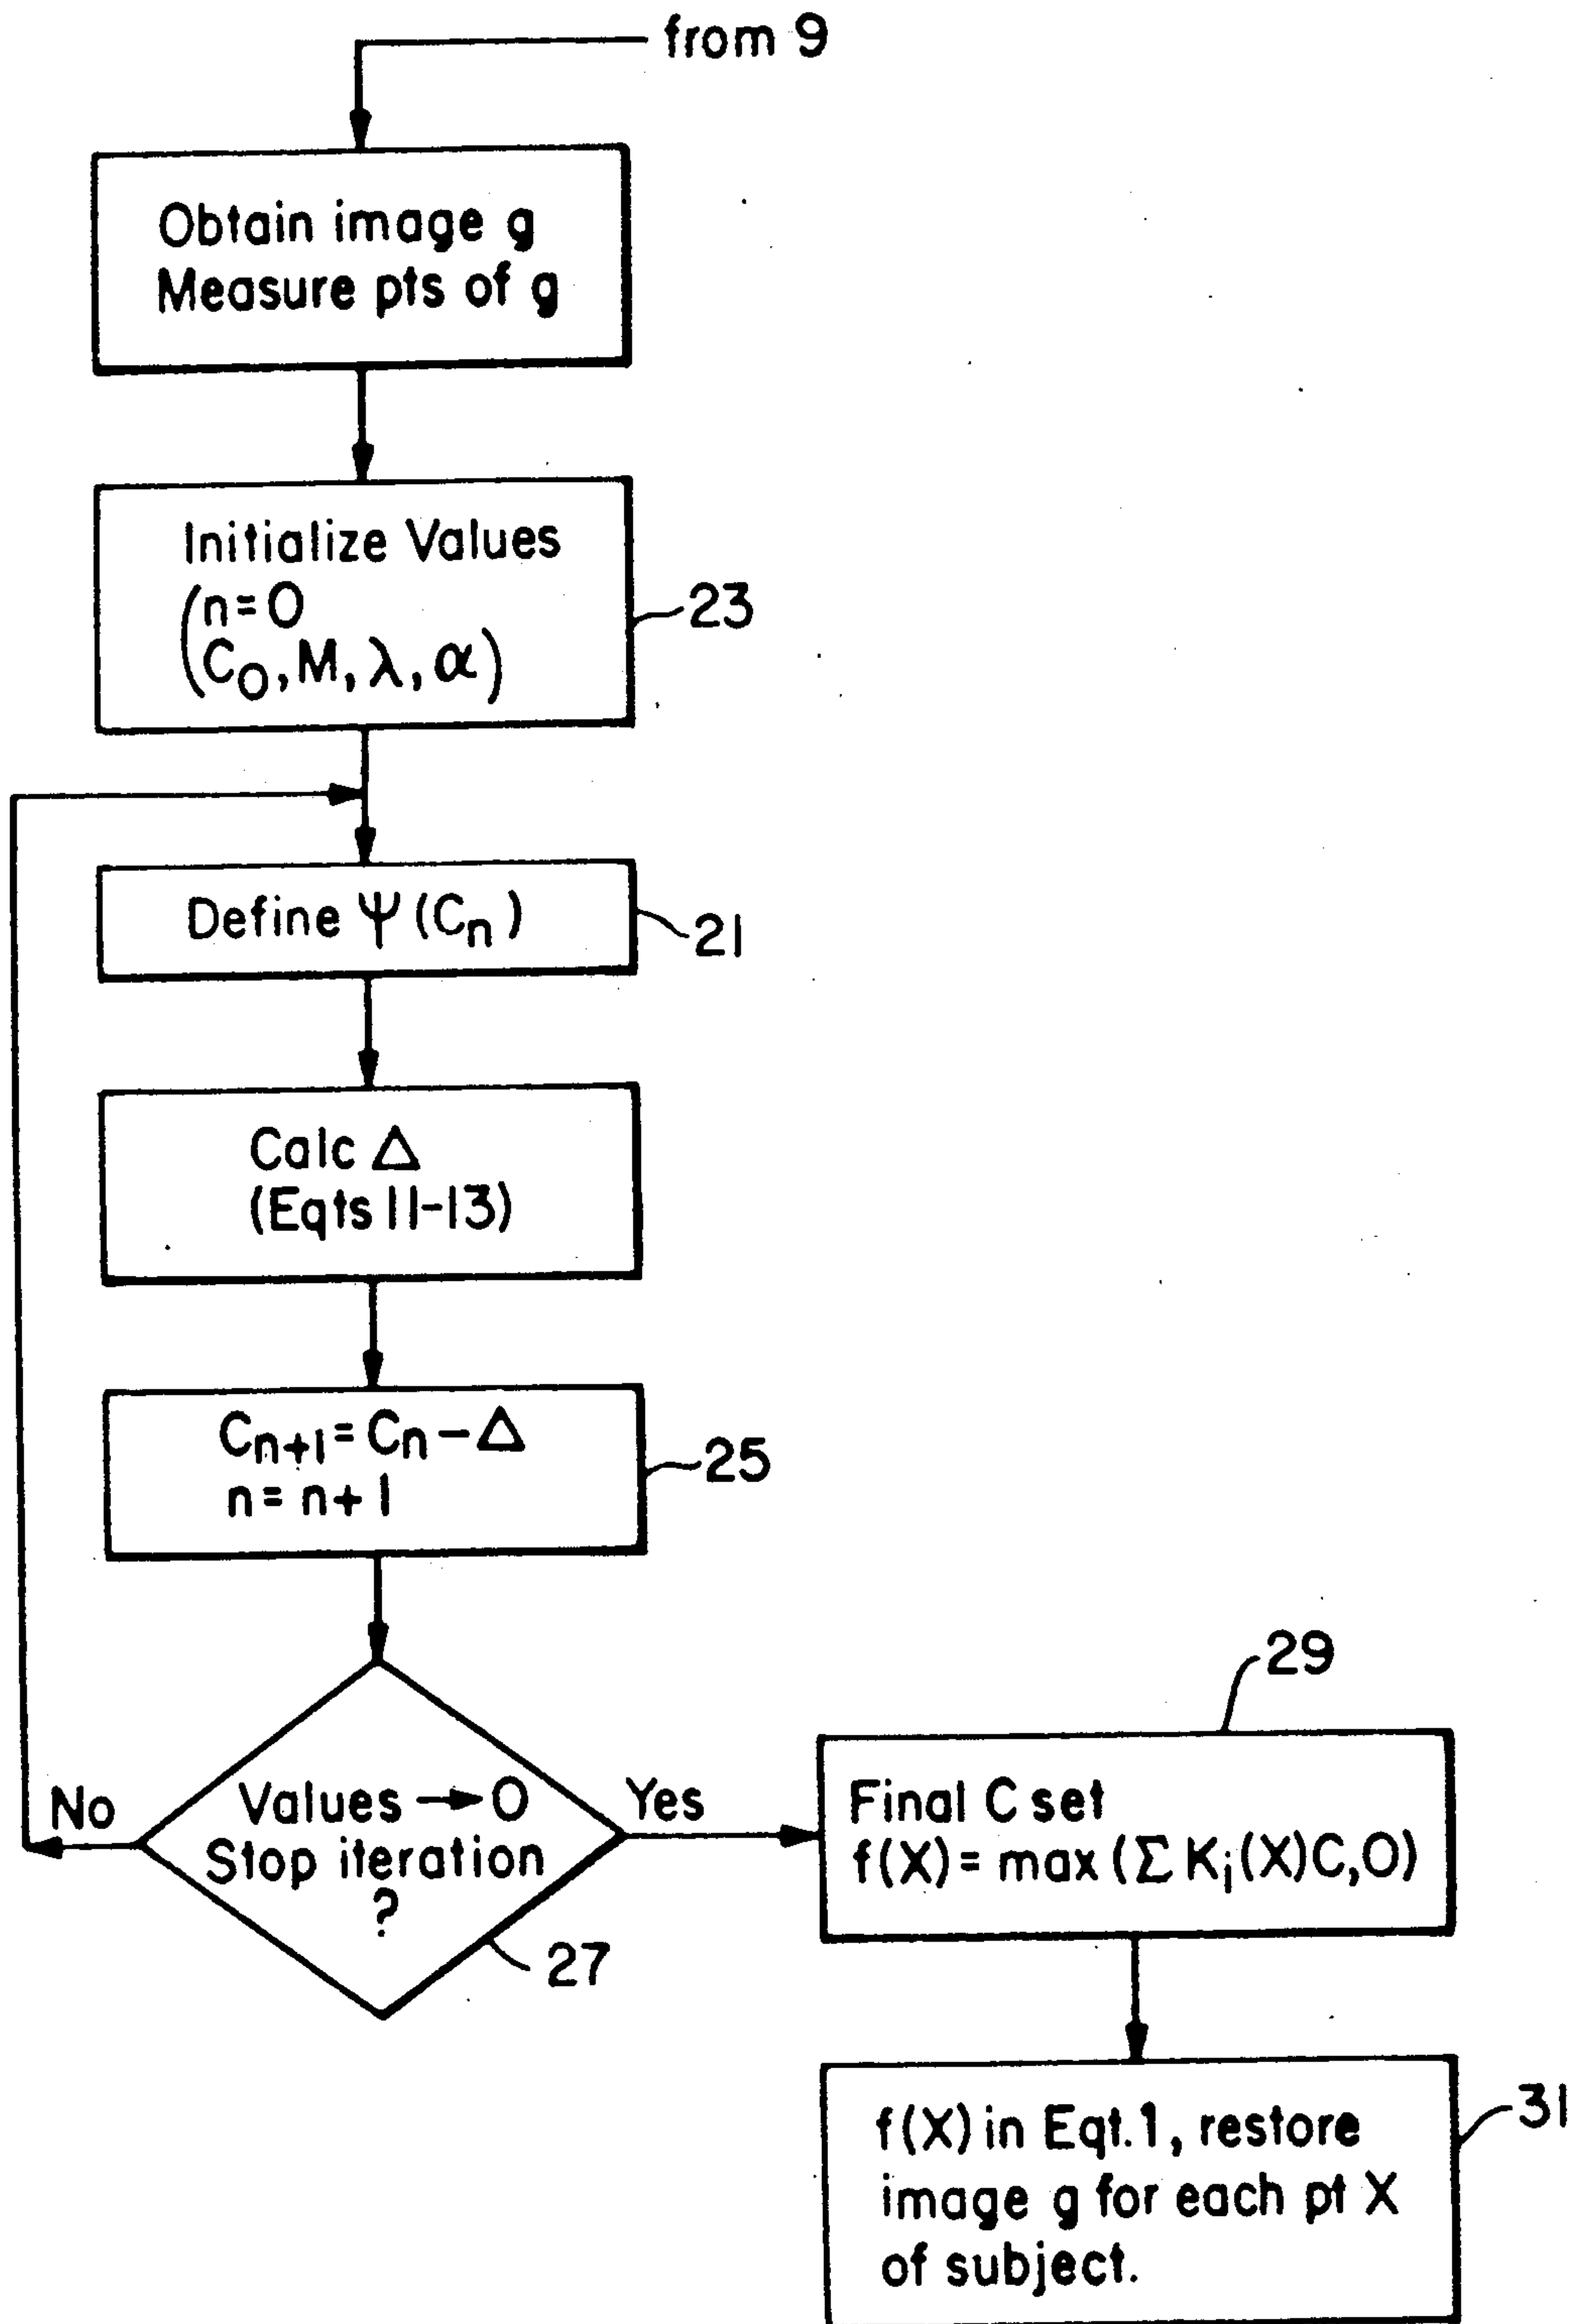 from 9
Obtain image g
Measure pts of g
Initialize Values
(n=0
C₀, M, λ, α)
23
Define Ψ(Cₙ)
21
Calc Δ
(Eqts 11-13)
Cₙ₊₁ = Cₙ - Δ
n = n + 1
25
Values → 0
Stop iteration
?
No
Yes
27
29
Final C set
f(X) = max (Σ Kᵢ(X)C, 0)
f(X) in Eqt. 1, restore
image g for each pt X
of subject.
31